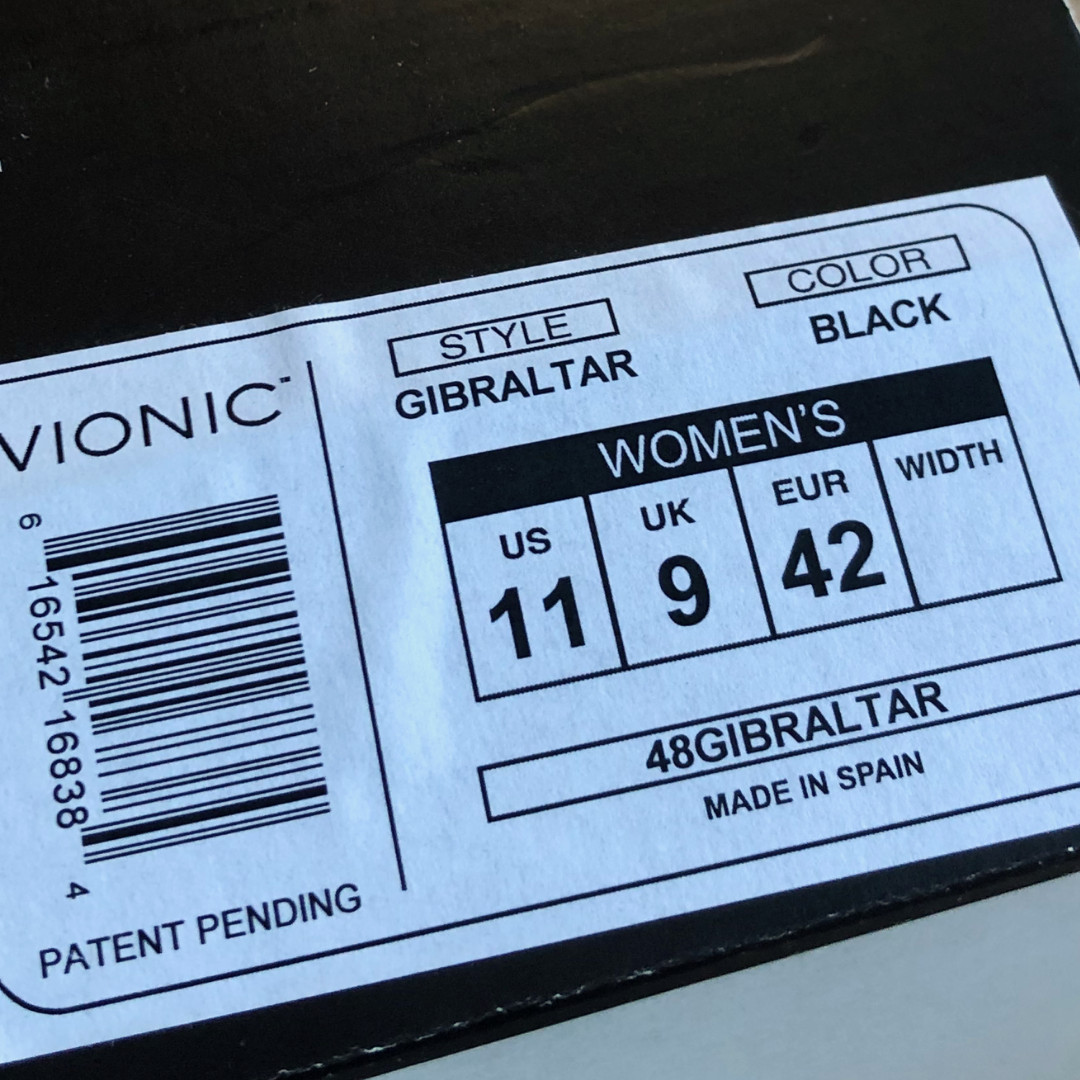 VIONIC™
6 16542 16838 4
PATENT PENDING
STYLE
GIBRALTAR
COLOR
BLACK
WOMEN'S
US UK EUR WIDTH
11 9 42
48GIBRALTAR
MADE IN SPAIN